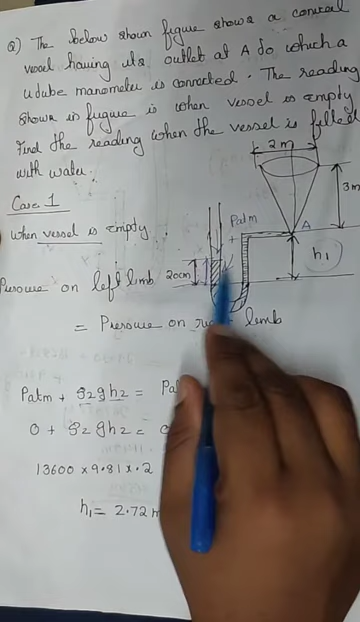 Q) The below shown figure shows a conical
vessel having its outlet at A to which a
u tube manometer is connected. The reading
shown in figure is when vessel is empty
Find the reading when the vessel is filled
with water.
2m
3m
Case 1
Patm
A
when vessel is empty.
h1
Pressure on left limb
20cm
= Pressure on limb
Patm + ρ2gh2 =
0 + ρ2gh2 =
13600 × 9.81 × .2
h1 = 2.72